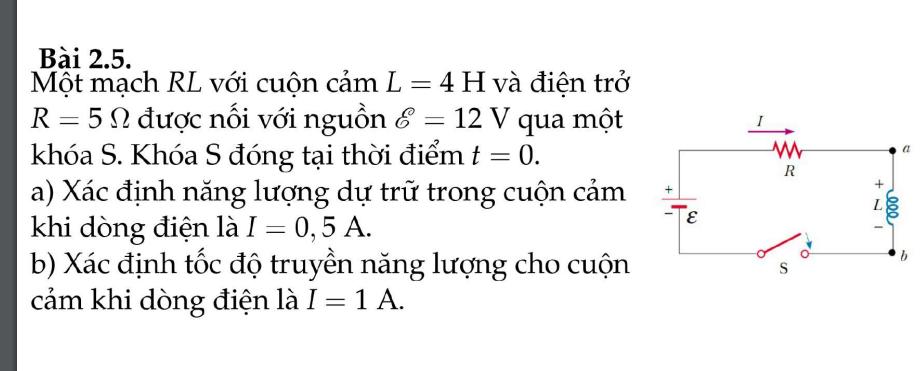 Bài 2.5.
Một mạch RL với cuộn cảm L = 4 H và điện trở
R = 5 Ω được nối với nguồn ℰ = 12 V qua một
khóa S. Khóa S đóng tại thời điểm t = 0.
a) Xác định năng lượng dự trữ trong cuộn cảm
khi dòng điện là I = 0, 5 A.
b) Xác định tốc độ truyền năng lượng cho cuộn
cảm khi dòng điện là I = 1 A.
I
R
a
+
L
−
b
+
−
ε
S